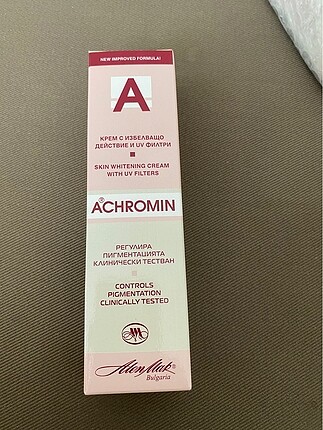 NEW IMPROVED FORMULA!
A
КРЕМ С ИЗБЕЛВАЩО
ДЕЙСТВИЕ И UV ФИЛТРИ
SKIN WHITENING CREAM
WITH UV FILTERS
A®CHROMIN
РЕГУЛИРА
ПИГМЕНТАЦИЯТА
КЛИНИЧЕСКИ ТЕСТВАН
CONTROLS
PIGMENTATION
CLINICALLY TESTED
AlenMak®
Bulgaria